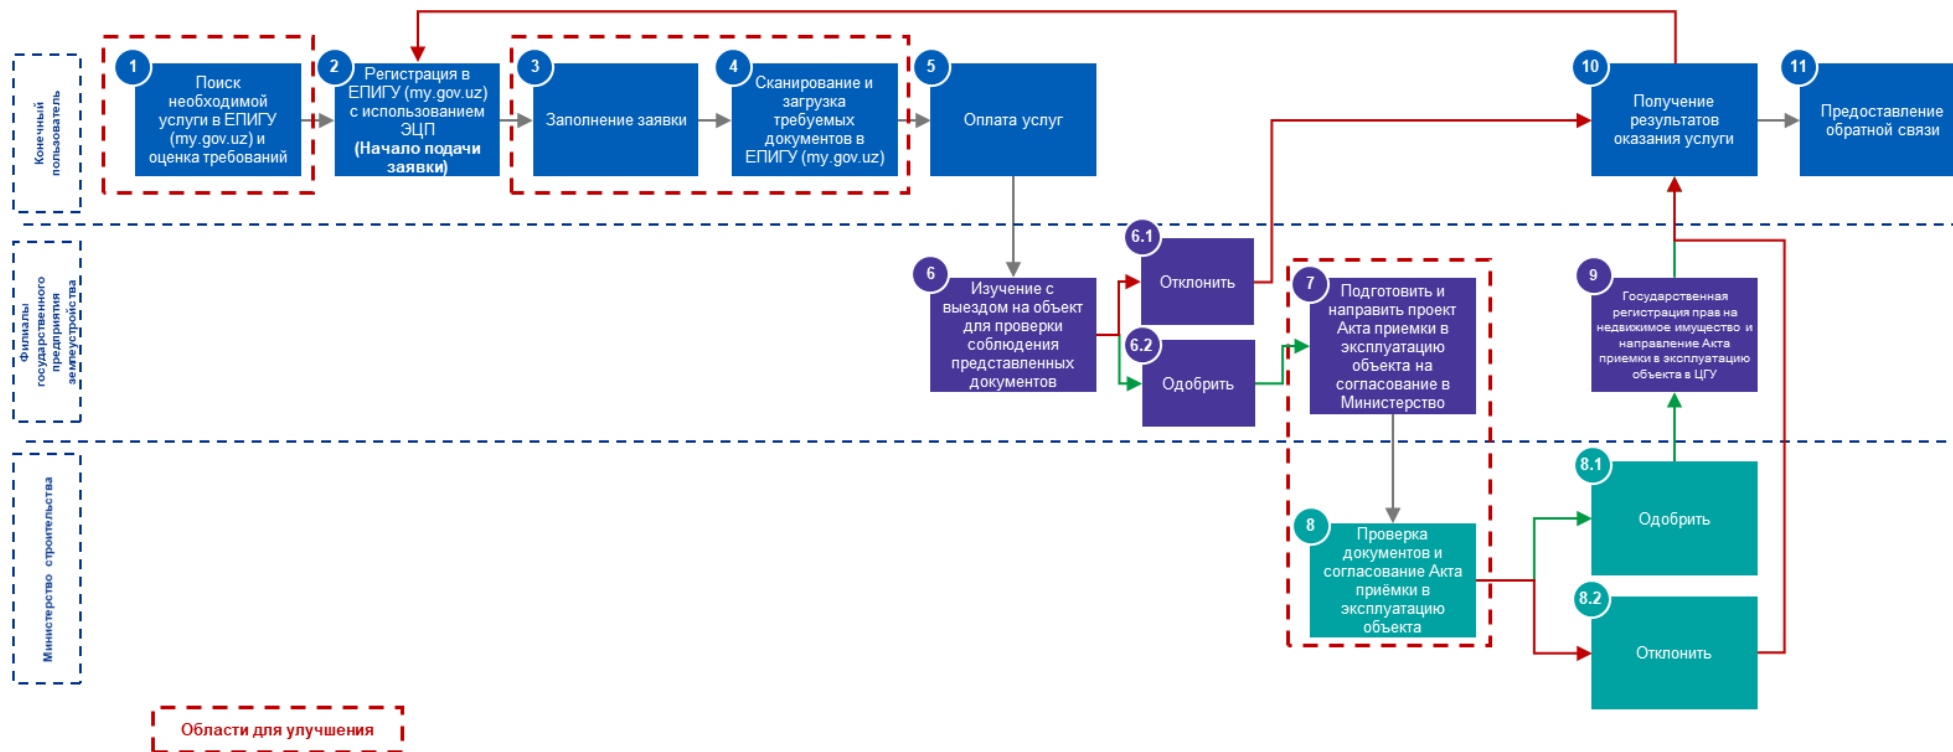 Конечный
пользователь
1
Поиск
необходимой
услуги в ЕПИГУ
(my.gov.uz) и
оценка требований
2
Регистрация в
ЕПИГУ (my.gov.uz)
с использованием
ЭЦП
(Начало подачи
заявки)
3
Заполнение заявки
4
Сканирование и
загрузка
требуемых
документов в
ЕПИГУ (my.gov.uz)
5
Оплата услуг
10
Получение
результатов
оказания услуги
11
Предоставление
обратной связи
Филиалы
государственного
предприятия
землеустройства
6
Изучение с
выездом на объект
для проверки
соблюдения
представленных
документов
6.1
Отклонить
6.2
Одобрить
7
Подготовить и
направить проект
Акта приемки в
эксплуатацию
объекта на
согласование в
Министерство
9
Государственная
регистрация прав на
недвижимое имущество и
направление Акта
приемки в эксплуатацию
объекта в ЦГУ
Министерство строительства
8
Проверка
документов и
согласование Акта
приёмки в
эксплуатацию
объекта
8.1
Одобрить
8.2
Отклонить
Области для улучшения